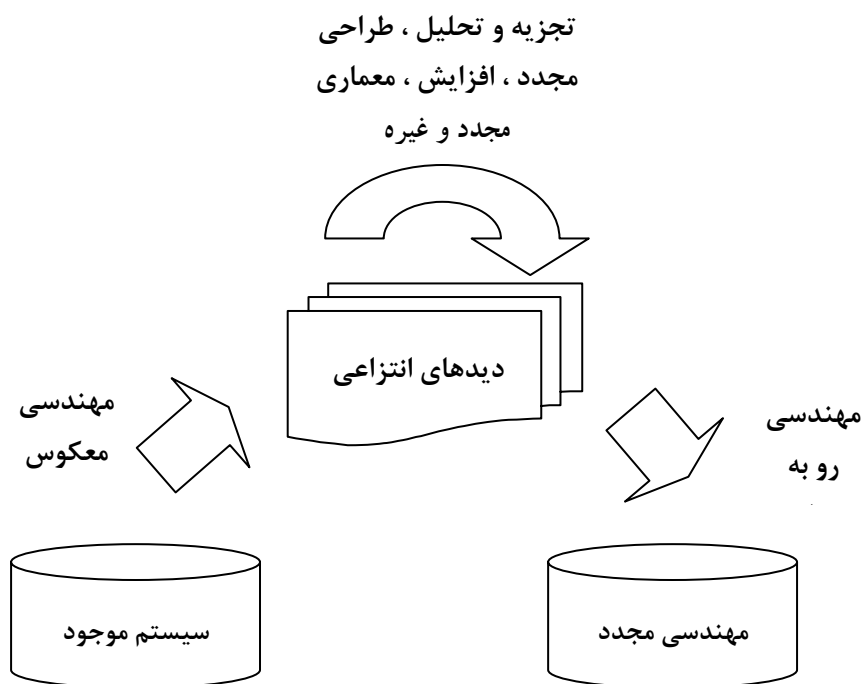 تجزیه و تحلیل ، طراحی
مجدد ، افزایش ، معماری
مجدد و غیره
دیدهای انتزاعی
مهندسی
معکوس
مهندسی
رو به
سیستم موجود
مهندسی مجدد